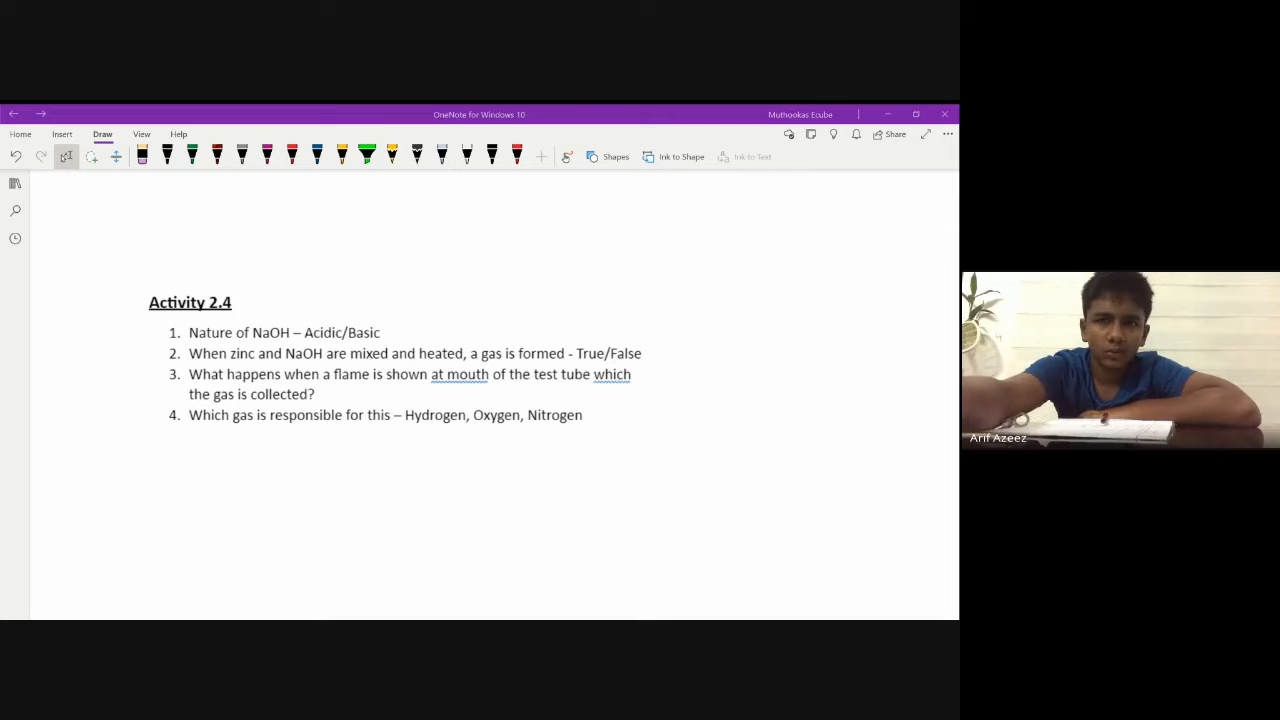 OneNote for Windows 10
Muthookas Ecube
Home Insert Draw View Help
Share
Shapes Ink to Shape Ink to Text
Activity 2.4
1. Nature of NaOH – Acidic/Basic
2. When zinc and NaOH are mixed and heated, a gas is formed - True/False
3. What happens when a flame is shown at mouth of the test tube which
the gas is collected?
4. Which gas is responsible for this – Hydrogen, Oxygen, Nitrogen
Arif Azeez